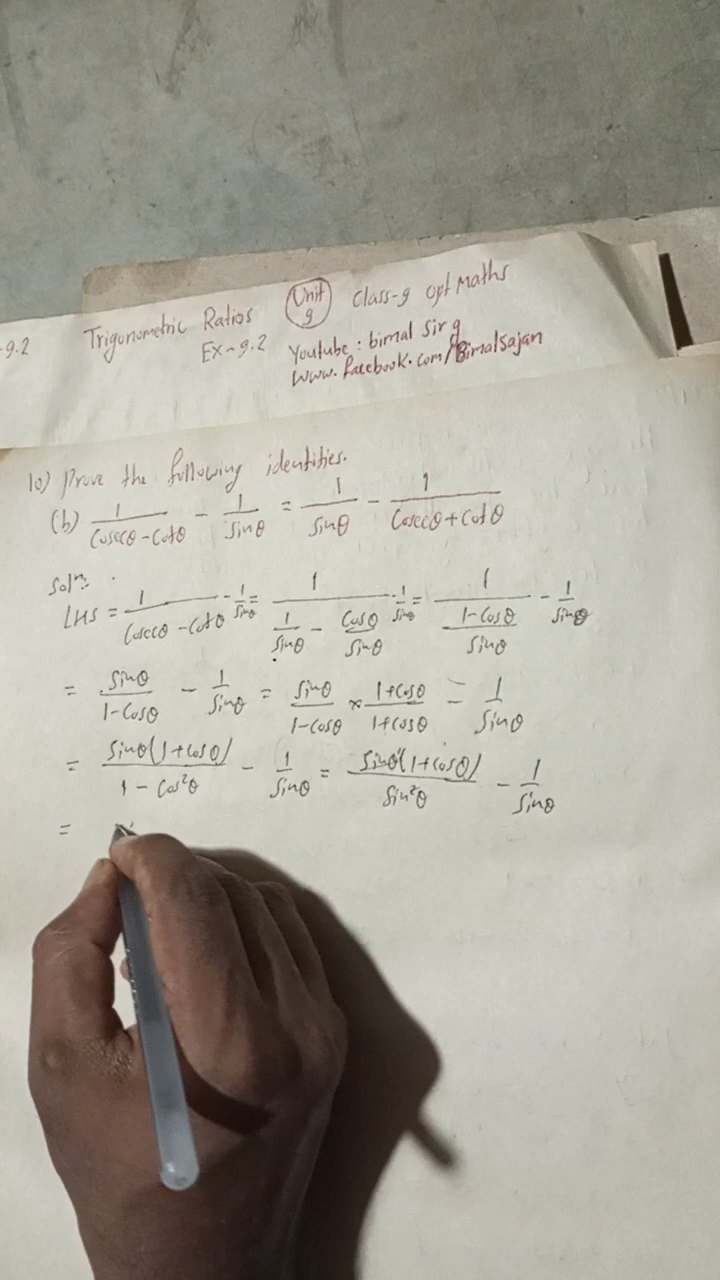 -9.2 Trigonometric Ratios Unit 9 Class-9 Opt Maths
Ex-9.2 Youtube: birmal Sir g
www.facebook.com/Birmalsajan
10) Prove the following identities.
(b) 1/(Cosecθ-Cotθ) - 1/Sinθ = 1/Sinθ - 1/(Cosecθ+Cotθ)
Solⁿ:
LHS = 1/(Cosecθ-Cotθ) - 1/Sinθ = 1/(1/Sinθ - Cosθ/Sinθ) - 1/Sinθ = 1/((1-Cosθ)/Sinθ) - 1/Sinθ
= Sinθ/(1-Cosθ) - 1/Sinθ = Sinθ/(1-Cosθ) × (1+Cosθ)/(1+Cosθ) - 1/Sinθ
= Sinθ(1+Cosθ)/(1-Cos²θ) - 1/Sinθ = Sinθ(1+Cosθ)/Sin²θ - 1/Sinθ
=